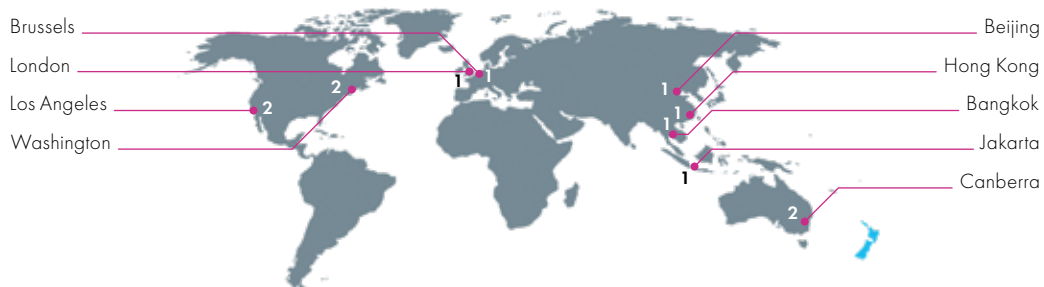 Brussels
London
Los Angeles
Washington
Beijing
Hong Kong
Bangkok
Jakarta
Canberra
1
1
2
2
1
1
1
1
2